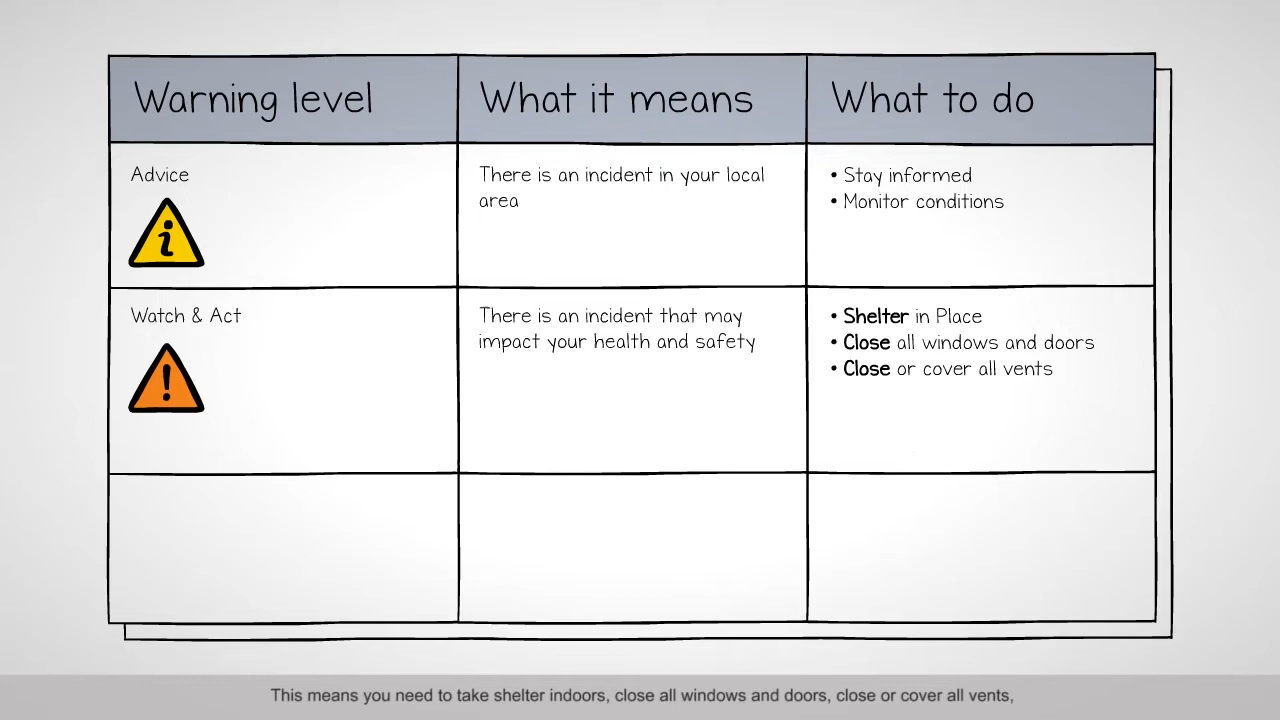 Warning level
What it means
What to do
Advice
There is an incident in your local
area
• Stay informed
• Monitor conditions
Watch & Act
There is an incident that may
impact your health and safety
• Shelter in Place
• Close all windows and doors
• Close or cover all vents
This means you need to take shelter indoors, close all windows and doors, close or cover all vents,